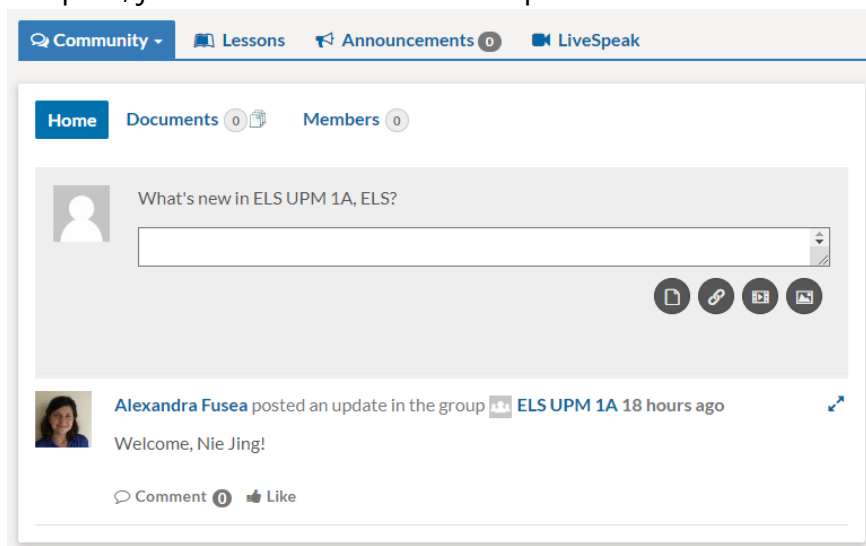 Community
Lessons
Announcements 0
LiveSpeak
Home
Documents 0
Members 0
What's new in ELS UPM 1A, ELS?
Alexandra Fusea posted an update in the group ELS UPM 1A 18 hours ago
Welcome, Nie Jing!
Comment 0 Like